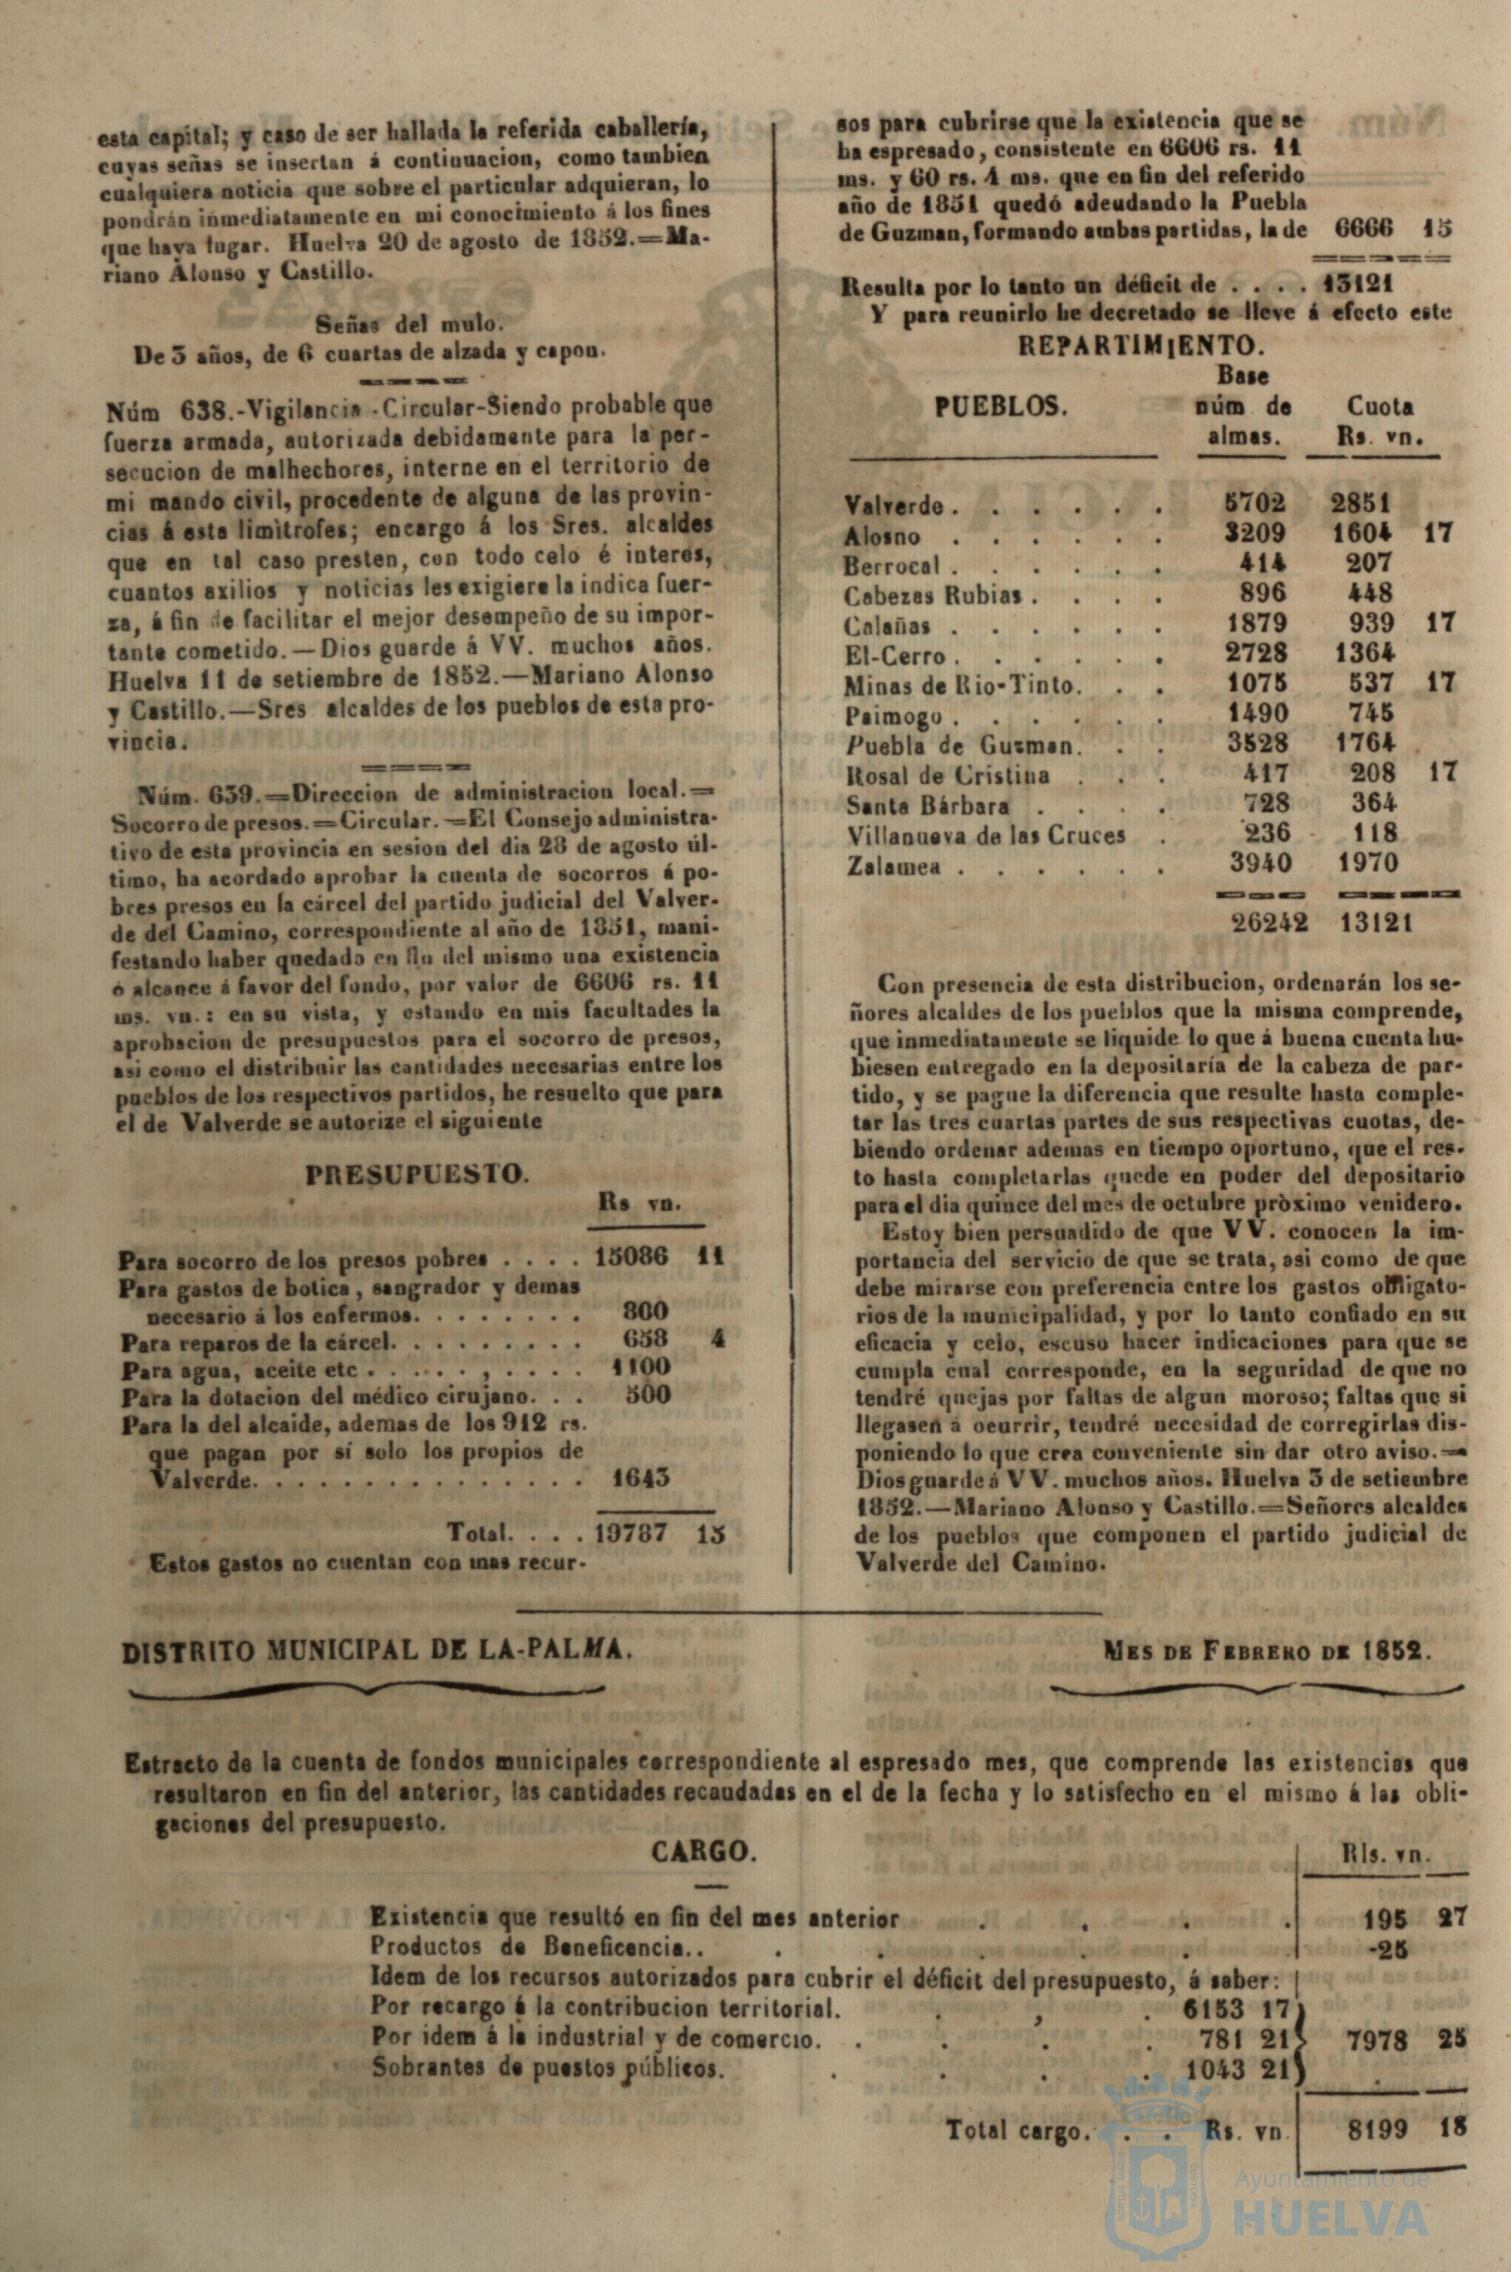 esta capital; y caso de ser hallada la referida caballería,
cuyas señas se insertan á continuacion, como tambien
cualquiera noticia que sobre el particular adquieran, lo
pondrán inmediatamente en mi conocimiento á los fines
que haya lugar. Huelva 20 de agosto de 1852.=Ma-
riano Alonso y Castillo.
Señas del mulo.
De 3 años, de 6 cuartas de alzada y capon.
Núm 638.-Vigilancia-Circular-Siendo probable que
fuerza armada, autorizada debidamente para la per-
secucion de malhechores, interne en el territorio de
mi mando civil, procedente de alguna de las provin-
cias á esta limitrofes; encargo á los Sres. alcaldes
que en tal caso presten, con todo celo é interes,
cuantos axilios y noticias les exigiere la indica fuer-
za, á fin de facilitar el mejor desempeño de su impor-
tante cometido.—Dios guarde á VV. muchos años.
Huelva 11 de setiembre de 1852.—Mariano Alonso
y Castillo.—Sres alcaldes de los pueblos de esta pro-
vincia.
Núm. 639.=Direccion de administracion local.=
Socorro de presos.=Circular.=El Consejo administra-
tivo de esta provincia en sesion del dia 28 de agosto úl-
timo, ha acordado aprobar la cuenta de socorros á po-
bres presos en la cárcel del partido judicial del Valver-
de del Camino, correspondiente al año de 1851, mani-
festando haber quedado en fin del mismo una existencia
ó alcance á favor del fondo, por valor de 6606 rs. 11
ms. vn.: en su vista, y estando en mis facultades la
aprobacion de presupuestos para el socorro de presos,
asi como el distribuir las cantidades necesarias entre los
pueblos de los respectivos partidos, he resuelto que para
el de Valverde se autorize el siguiente
PRESUPUESTO.
Rs vn.
Para socorro de los presos pobres . . . . 15086 11
Para gastos de botica, sangrador y demas
necesario á los enfermos. . . . . . . . 800
Para reparos de la cárcel. . . . . . . . . 658 4
Para agua, aceite etc . . . . . . , . . . . 1100
Para la dotacion del médico cirujano. . . 500
Para la del alcaide, ademas de los 912 rs.
que pagan por sí solo los propios de
Valverde. . . . . . . . . . . . . . . 1643
Total. . . . 19787 15
Estos gastos no cuentan con mas recur-
sos para cubrirse que la existencia que se
ha espresado, consistente en 6606 rs. 11
ms. y 60 rs. 4 ms. que en fin del referido
año de 1851 quedó adeudando la Puebla
de Guzman, formando ambas partidas, la de 6666 15
Resulta por lo tanto un déficit de . . . . 13121
Y para reunirlo he decretado se lleve á efecto este
REPARTIMIENTO.
Base
PUEBLOS. núm de Cuota
almas. Rs. vn.
Valverde . . . . . . 5702 2851
Alosno . . . . . . 3209 1604 17
Berrocal . . . . . . 414 207
Cabezas Rubias . . . . 896 448
Calañas . . . . . . 1879 939 17
El-Cerro . . . . . . 2728 1364
Minas de Rio-Tinto. . . 1075 537 17
Paimogo . . . . . . 1490 745
Puebla de Guzman. . . 3528 1764
Rosal de Cristina . . . 417 208 17
Santa Bárbara . . . . 728 364
Villanueva de las Cruces . 236 118
Zalamea . . . . . . 3940 1970
26242 13121
Con presencia de esta distribucion, ordenarán los se-
ñores alcaldes de los pueblos que la misma comprende,
que inmediatamente se liquide lo que á buena cuenta hu-
biesen entregado en la depositaría de la cabeza de par-
tido, y se pague la diferencia que resulte hasta comple-
tar las tres cuartas partes de sus respectivas cuotas, de-
biendo ordenar ademas en tiempo oportuno, que el res-
to hasta completarlas quede en poder del depositario
para el dia quince del mes de octubre pròximo venidero.
Estoy bien persuadido de que VV. conocen la im-
portancia del servicio de que se trata, asi como de que
debe mirarse con preferencia entre los gastos obligato-
rios de la municipalidad, y por lo tanto confiado en su
eficacia y celo, escuso hacer indicaciones para que se
cumpla cual corresponde, en la seguridad de que no
tendré quejas por faltas de algun moroso; faltas que si
llegasen á ocurrir, tendré necesidad de corregirlas dis-
poniendo lo que crea conveniente sin dar otro aviso.=
Dios guarde á VV. muchos años. Huelva 3 de setiembre
1852.—Mariano Alonso y Castillo.=Señores alcaldes
de los pueblos que componen el partido judicial de
Valverde del Camino.
DISTRITO MUNICIPAL DE LA-PALMA. MES DE FEBRERO DE 1852.
Estracto de la cuenta de fondos municipales correspondiente al espresado mes, que comprende las existencias que
resultaron en fin del anterior, las cantidades recaudadas en el de la fecha y lo satisfecho en el mismo á las obli-
gaciones del presupuesto.
CARGO. Rls. vn.
Existencia que resultó en fin del mes anterior . . . . 195 27
Productos de Beneficencia.. . . . . . -25
Idem de los recursos autorizados para cubrir el déficit del presupuesto, á saber:
Por recargo á la contribucion territorial. . , . 6153 17
Por idem á la industrial y de comercio. . . . . 781 21 7978 25
Sobrantes de puestos públicos. . . . . 1043 21
Total cargo. . . Rs. vn. 8199 18
Ayuntamiento de
HUELVA